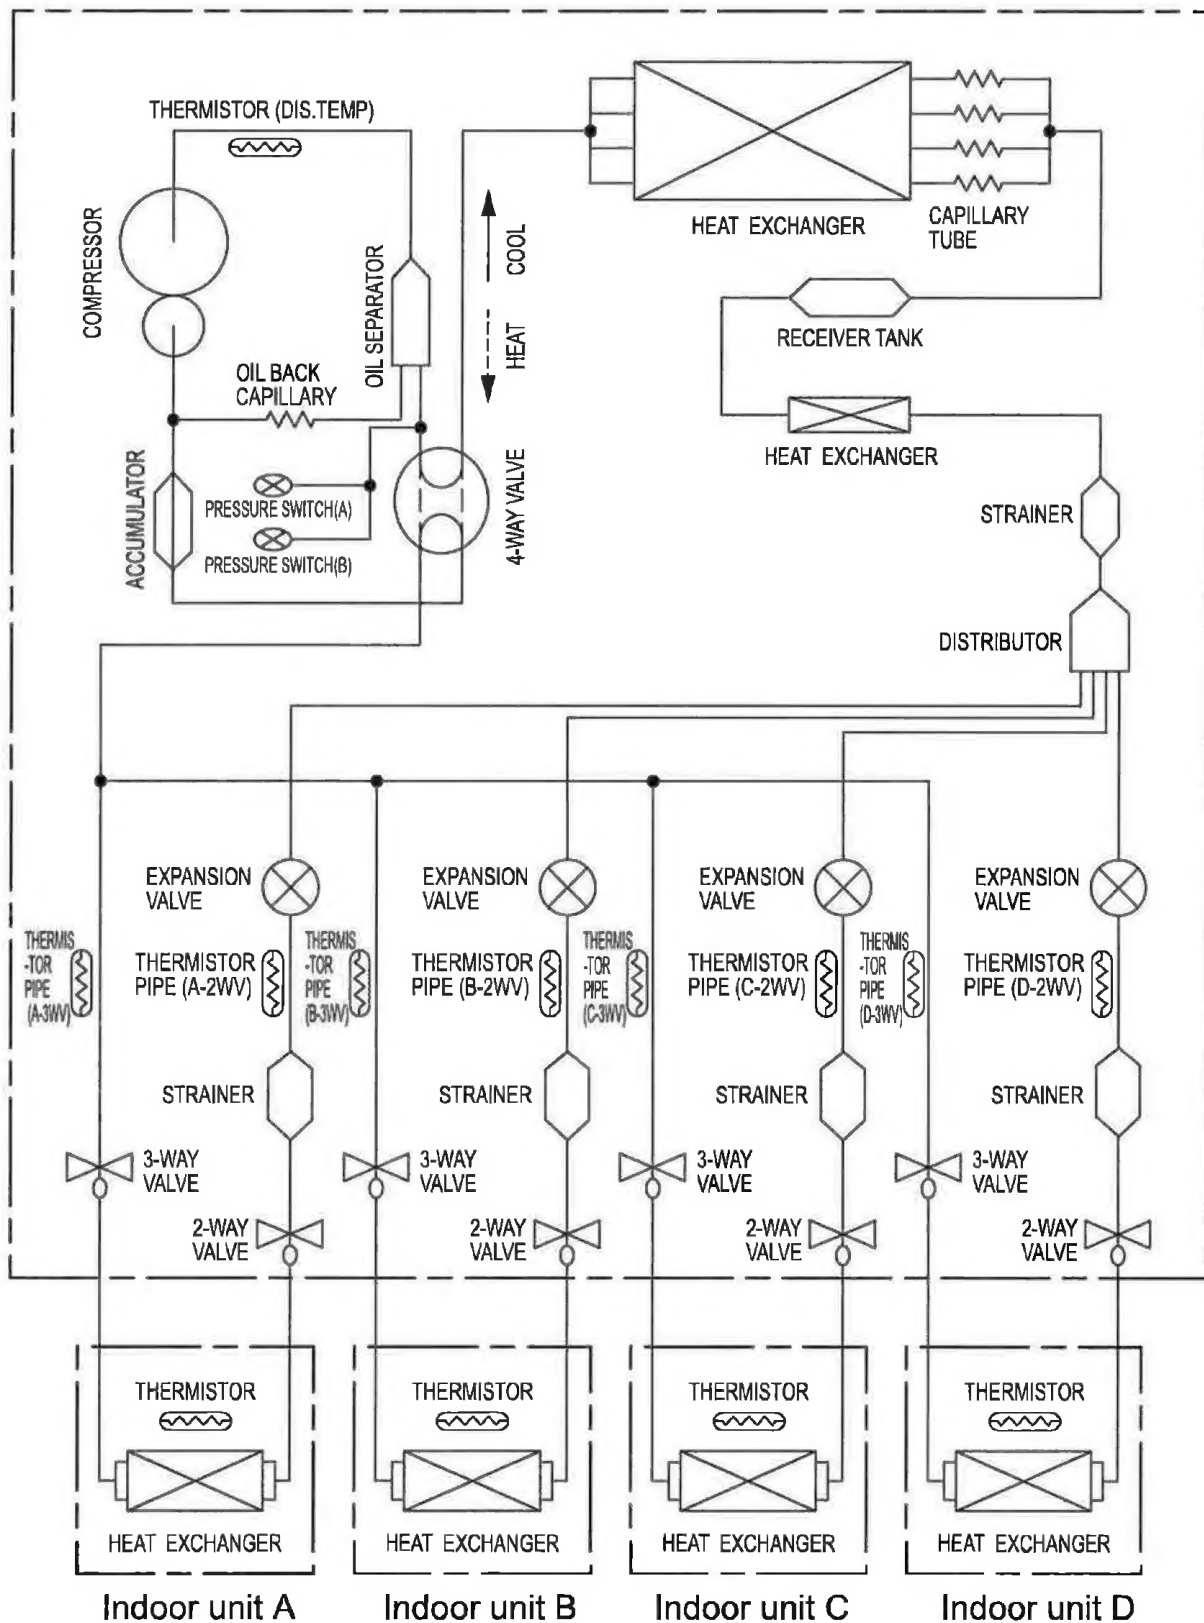 THERMISTOR (DIS.TEMP)
COMPRESSOR
OIL SEPARATOR
COOL
HEAT
HEAT EXCHANGER
CAPILLARY
TUBE
RECEIVER TANK
OIL BACK
CAPILLARY
HEAT EXCHANGER
ACCUMULATOR
PRESSURE SWITCH(A)
PRESSURE SWITCH(B)
4-WAY VALVE
STRAINER
DISTRIBUTOR
EXPANSION
VALVE
EXPANSION
VALVE
EXPANSION
VALVE
EXPANSION
VALVE
THERMIS
-TOR
PIPE
(A-3WV)
THERMISTOR
PIPE (A-2WV)
THERMIS
-TOR
PIPE
(B-3WV)
THERMISTOR
PIPE (B-2WV)
THERMIS
-TOR
PIPE
(C-3WV)
THERMISTOR
PIPE (C-2WV)
THERMIS
-TOR
PIPE
(D-3WV)
THERMISTOR
PIPE (D-2WV)
STRAINER
STRAINER
STRAINER
STRAINER
3-WAY
VALVE
3-WAY
VALVE
3-WAY
VALVE
3-WAY
VALVE
2-WAY
VALVE
2-WAY
VALVE
2-WAY
VALVE
2-WAY
VALVE
THERMISTOR
THERMISTOR
THERMISTOR
THERMISTOR
HEAT EXCHANGER
HEAT EXCHANGER
HEAT EXCHANGER
HEAT EXCHANGER
Indoor unit A
Indoor unit B
Indoor unit C
Indoor unit D